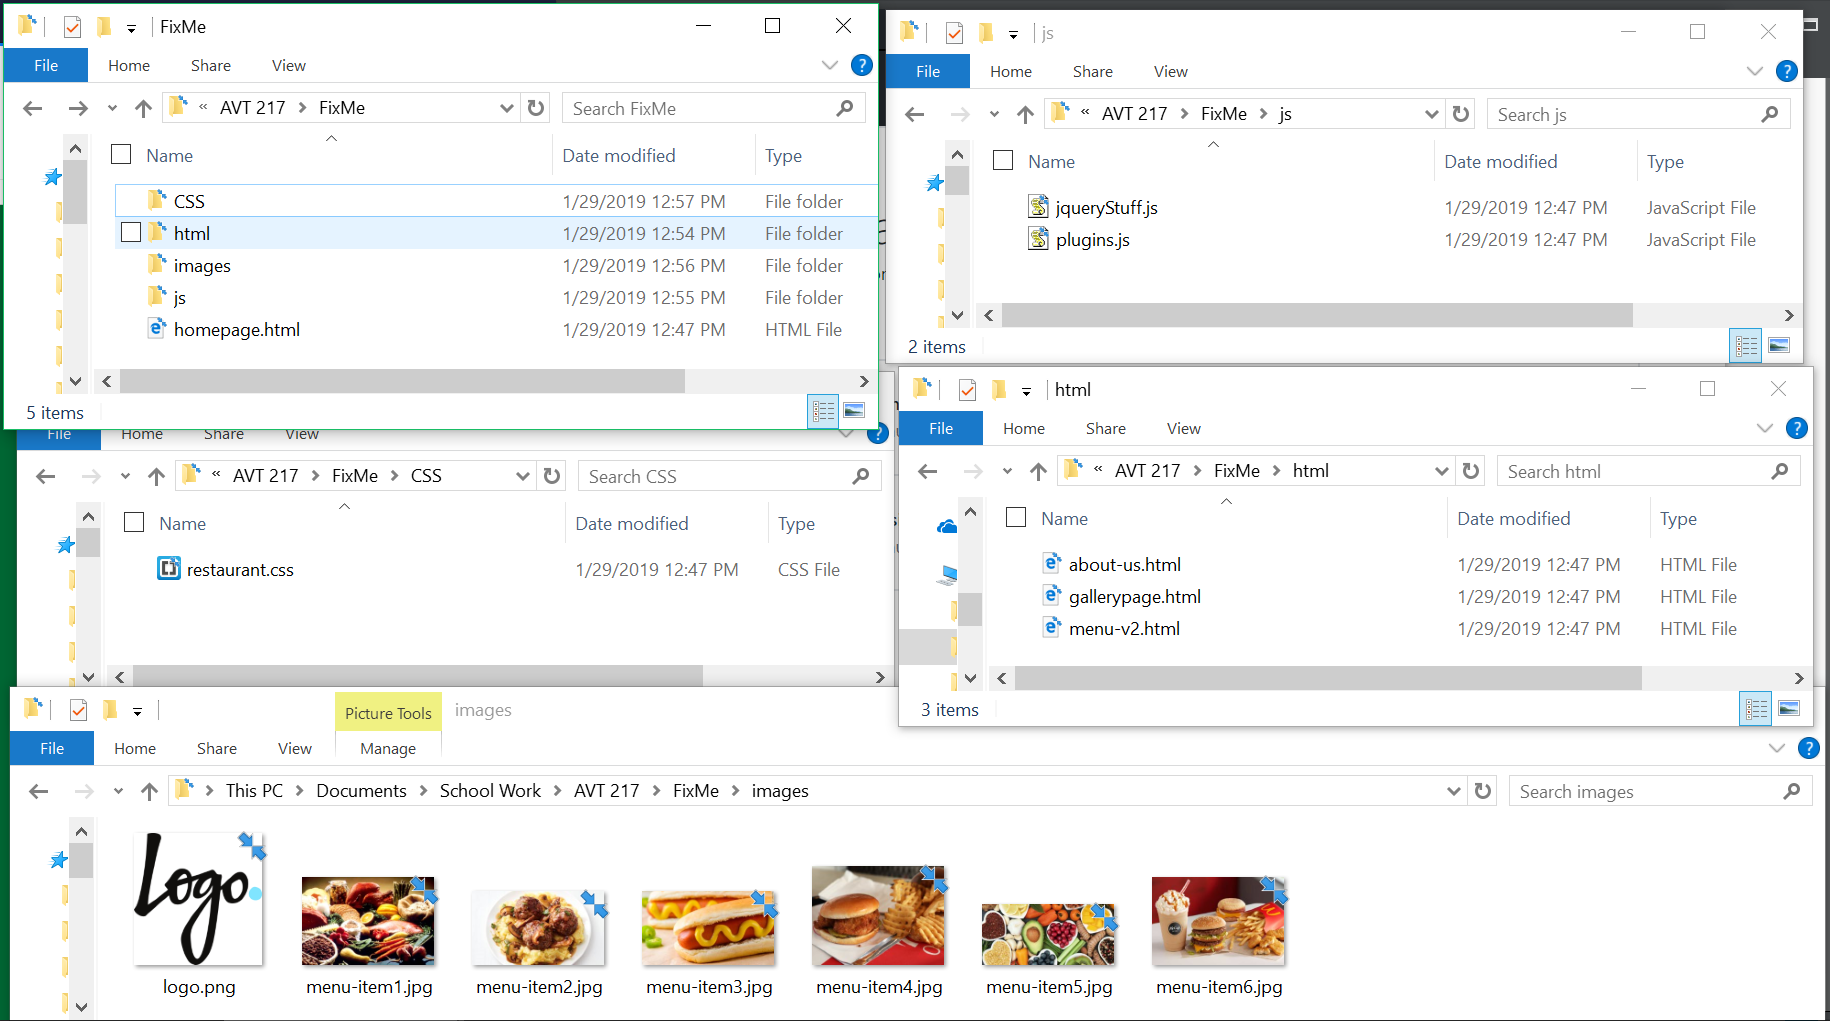 FixMe
File Home Share View
« AVT 217 > FixMe
Search FixMe
Name Date modified Type
CSS 1/29/2019 12:57 PM File folder
html 1/29/2019 12:54 PM File folder
images 1/29/2019 12:56 PM File folder
js 1/29/2019 12:55 PM File folder
homepage.html 1/29/2019 12:47 PM HTML File
5 items
js
File Home Share View
« AVT 217 > FixMe > js
Search js
Name Date modified Type
jqueryStuff.js 1/29/2019 12:47 PM JavaScript File
plugins.js 1/29/2019 12:47 PM JavaScript File
2 items
File Home Share View
« AVT 217 > FixMe > CSS
Search CSS
Name Date modified Type
restaurant.css 1/29/2019 12:47 PM CSS File
html
File Home Share View
« AVT 217 > FixMe > html
Search html
Name Date modified Type
about-us.html 1/29/2019 12:47 PM HTML File
gallerypage.html 1/29/2019 12:47 PM HTML File
menu-v2.html 1/29/2019 12:47 PM HTML File
3 items
Picture Tools images
File Home Share View Manage
> This PC > Documents > School Work > AVT 217 > FixMe > images
Search images
Logo.
logo.png menu-item1.jpg menu-item2.jpg menu-item3.jpg menu-item4.jpg menu-item5.jpg menu-item6.jpg